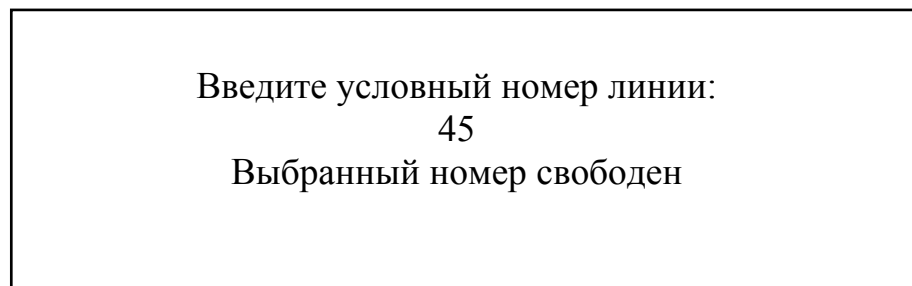 Введите условный номер линии:
45
Выбранный номер свободен